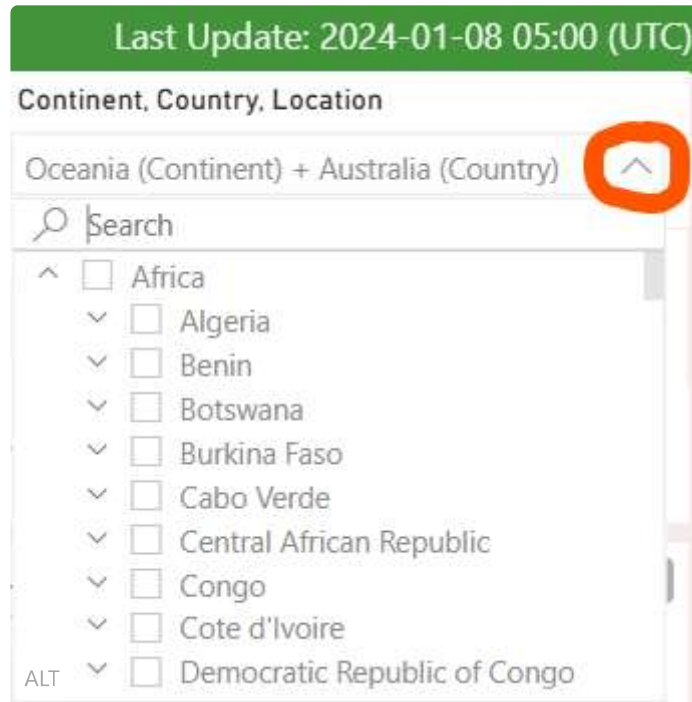 Last Update: 2024-01-08 05:00 (UTC)
Continent, Country, Location
Oceania (Continent) + Australia (Country)
Search
Africa
Algeria
Benin
Botswana
Burkina Faso
Cabo Verde
Central African Republic
Congo
Cote d'Ivoire
ALT
Democratic Republic of Congo